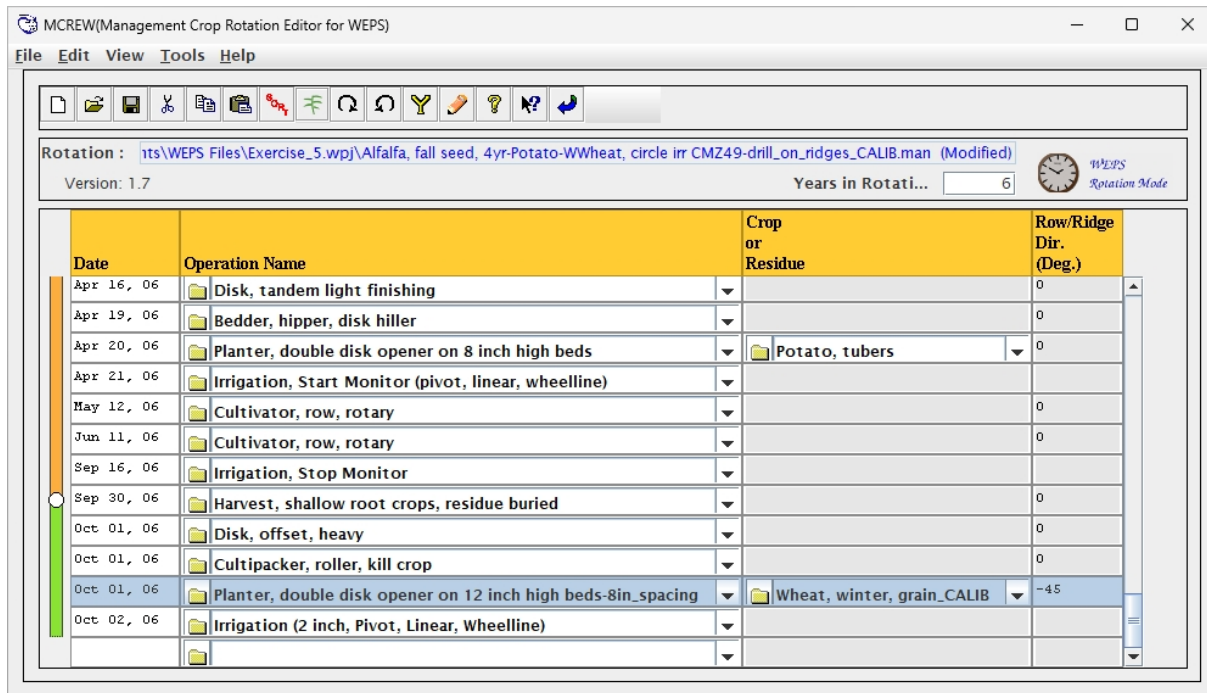 MCREW(Management Crop Rotation Editor for WEPS)
File Edit View Tools Help
SORT
Rotation : nts\WEPS Files\Exercise_5.wpj\Alfalfa, fall seed, 4yr-Potato-WWheat, circle irr CMZ49-drill_on_ridges_CALIB.man (Modified)
Version: 1.7 Years in Rotati... 6
WEPS
Rotation Mode
Date Operation Name Crop or Residue Row/Ridge Dir. (Deg.)
Apr 16, 06 Disk, tandem light finishing 0
Apr 19, 06 Bedder, hipper, disk hiller 0
Apr 20, 06 Planter, double disk opener on 8 inch high beds Potato, tubers 0
Apr 21, 06 Irrigation, Start Monitor (pivot, linear, wheelline)
May 12, 06 Cultivator, row, rotary 0
Jun 11, 06 Cultivator, row, rotary 0
Sep 16, 06 Irrigation, Stop Monitor
Sep 30, 06 Harvest, shallow root crops, residue buried 0
Oct 01, 06 Disk, offset, heavy 0
Oct 01, 06 Cultipacker, roller, kill crop 0
Oct 01, 06 Planter, double disk opener on 12 inch high beds-8in_spacing Wheat, winter, grain_CALIB -45
Oct 02, 06 Irrigation (2 inch, Pivot, Linear, Wheelline)